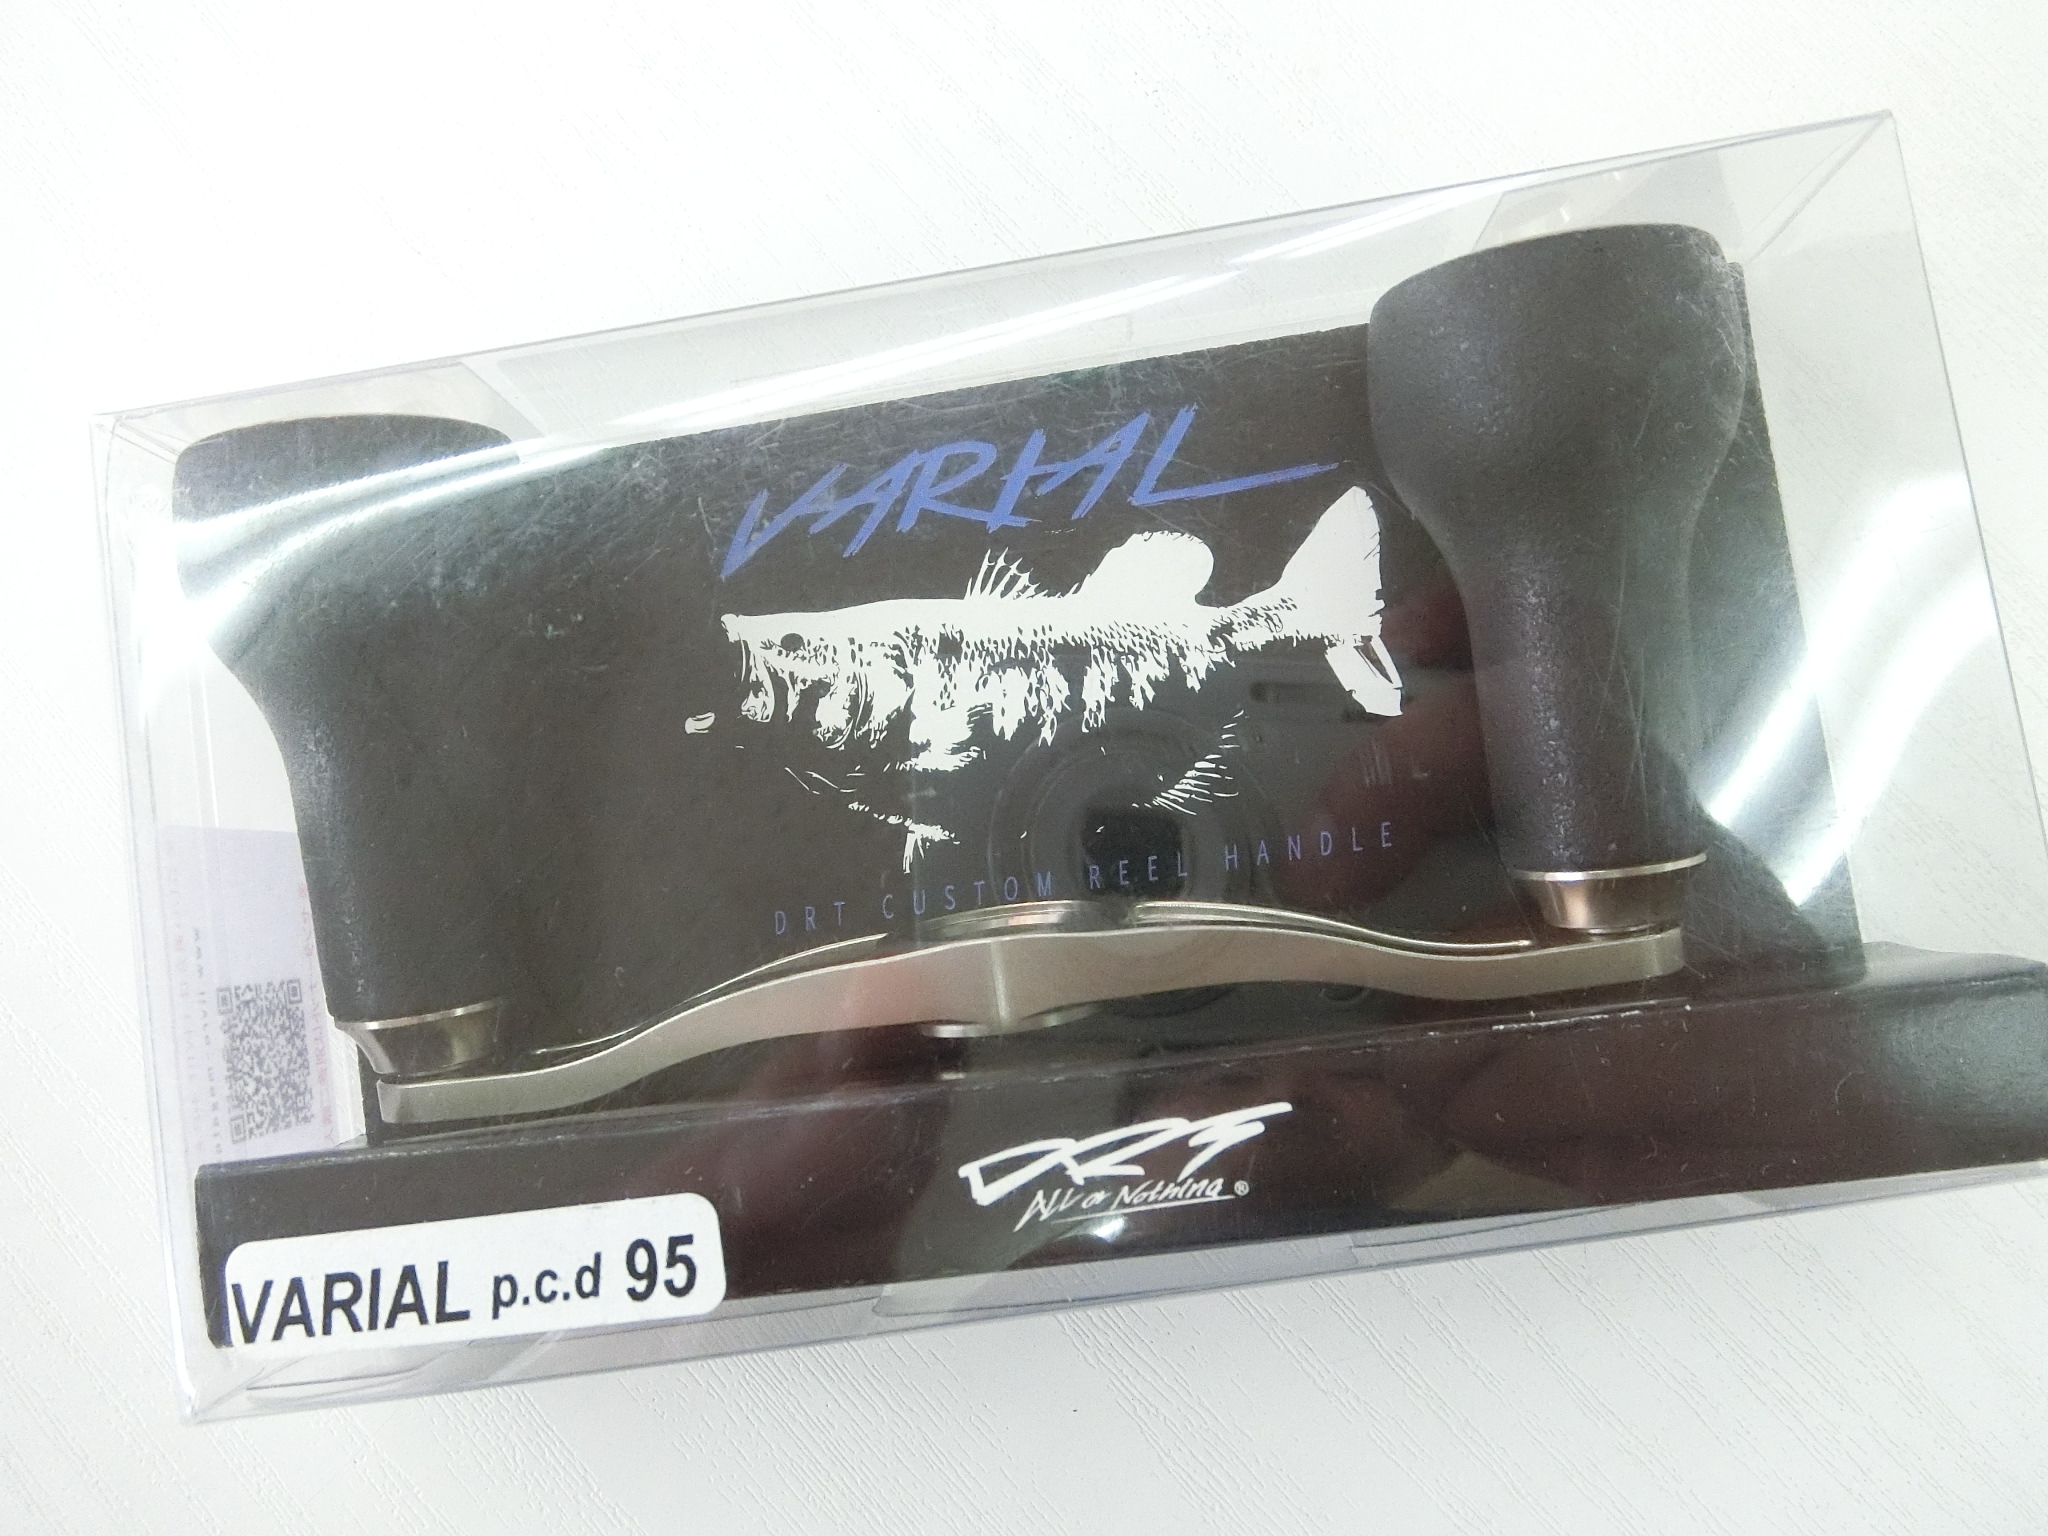 VARIAL
DRT CUSTOM REEL HANDLE
DRT
All or Nothing®
VARIAL p.c.d 95